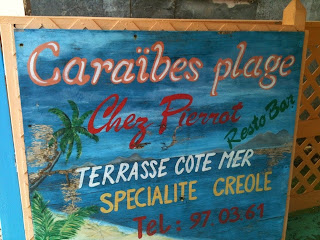 Caraïbes plage
Chez Pierrot
Resto Bar
TERRASSE COTE MER
SPECIALITE CREOLE
Tel: 97 03 61